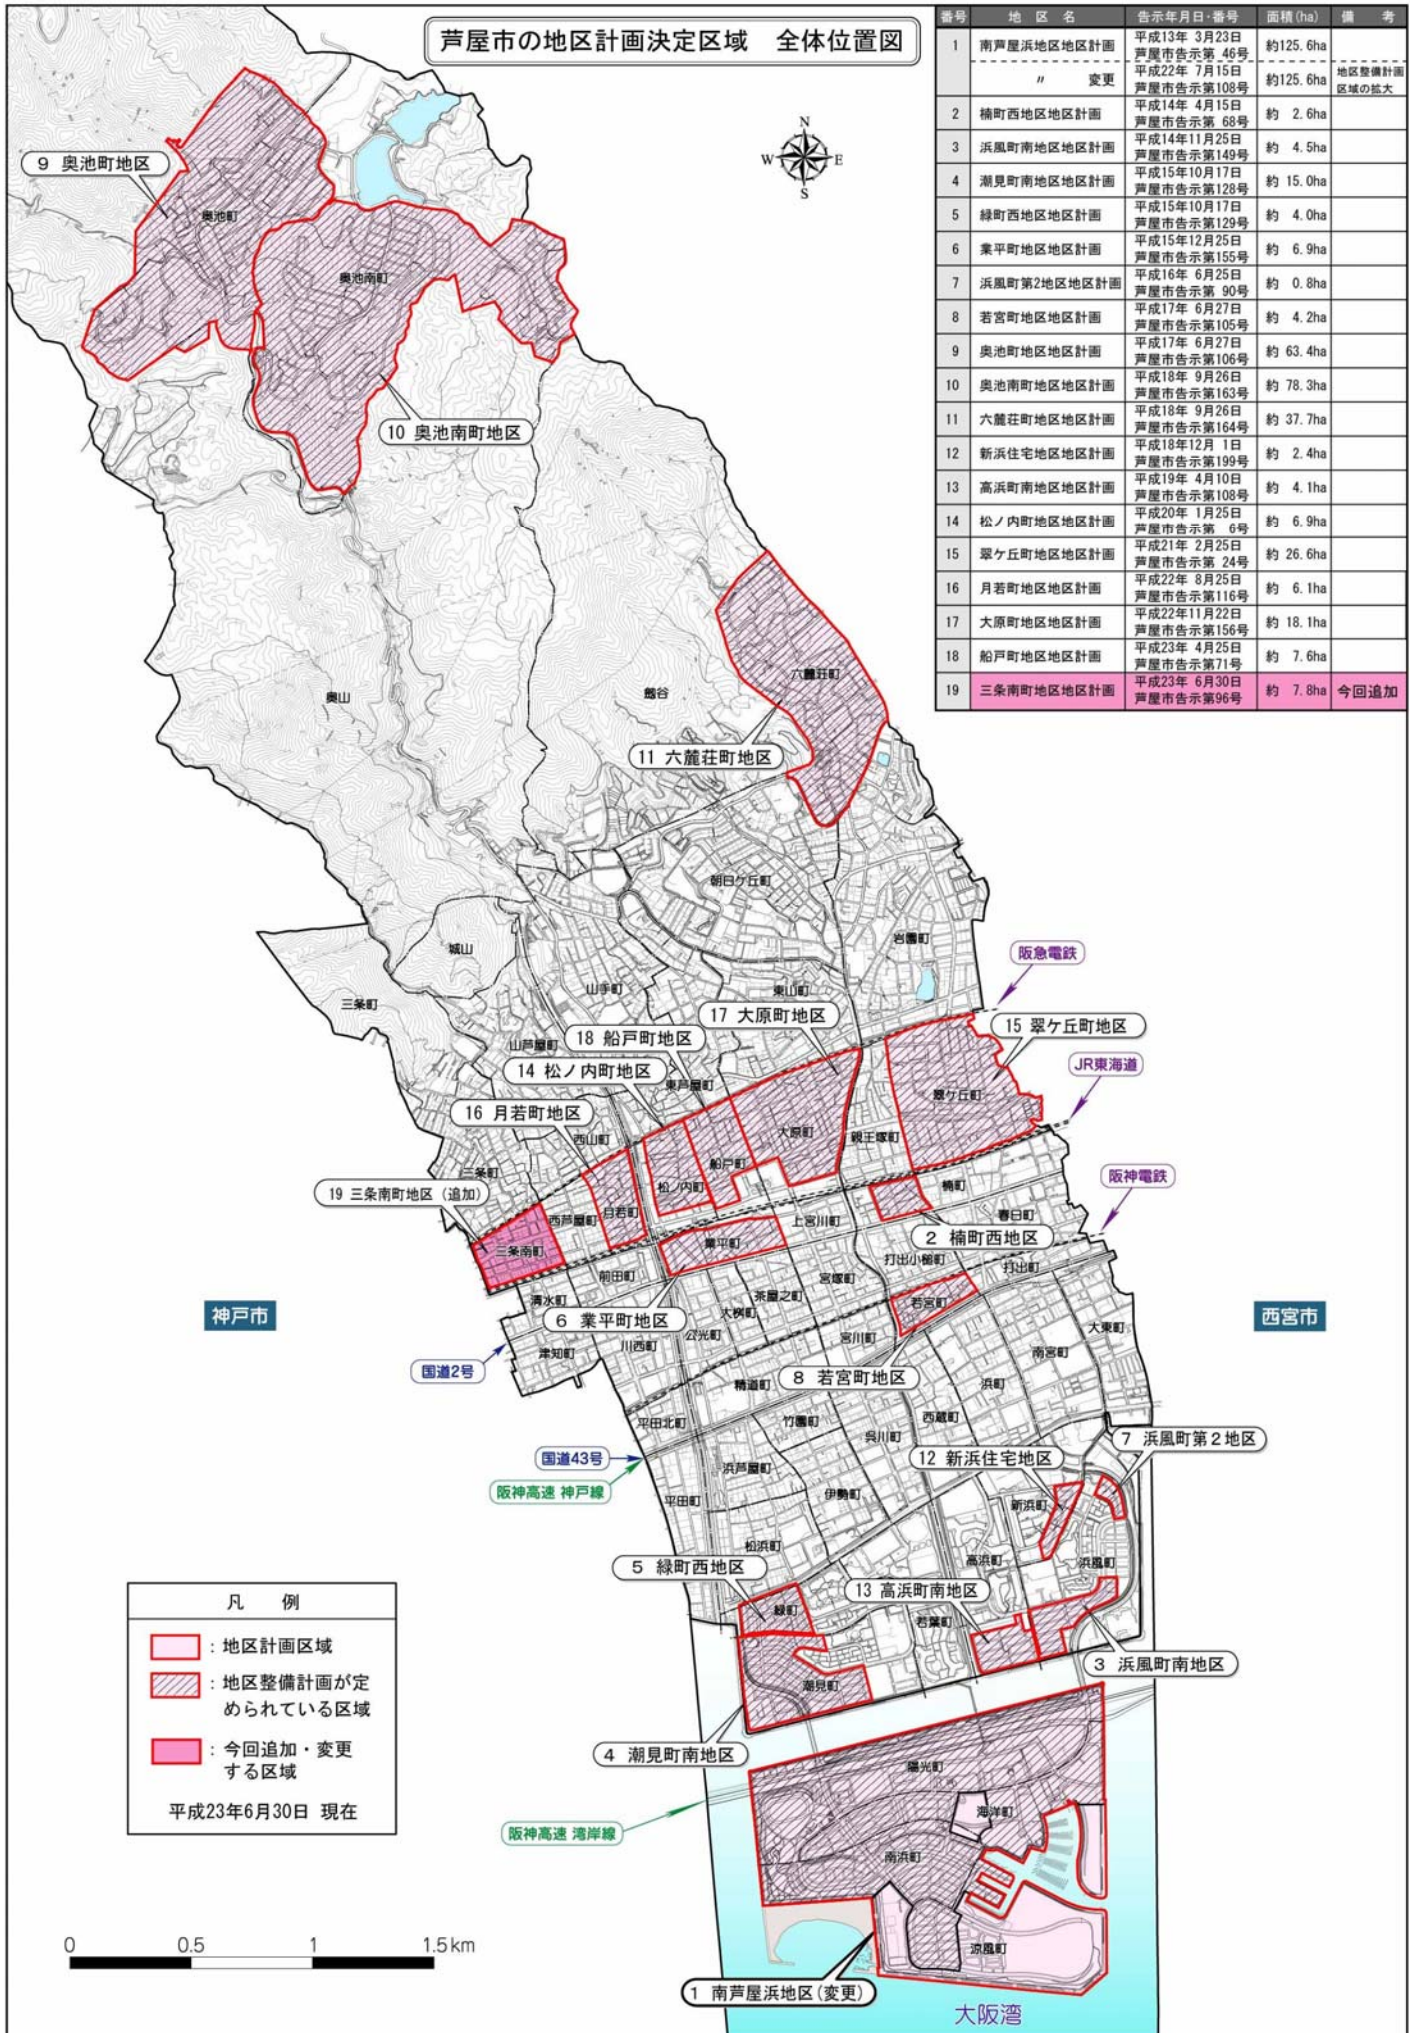 芦屋市の地区計画決定区域　全体位置図
番号 地区名 告示年月日・番号 面積(ha) 備考
1 南芦屋浜地区地区計画 平成13年 3月23日 芦屋市告示第 46号 約125.6ha
〃 変更 平成22年 7月15日 芦屋市告示第108号 約125.6ha 地区整備計画区域の拡大
2 楠町西地区地区計画 平成14年 4月15日 芦屋市告示第 68号 約 2.6ha
3 浜風町南地区地区計画 平成14年11月25日 芦屋市告示第149号 約 4.5ha
4 潮見町南地区地区計画 平成15年10月17日 芦屋市告示第128号 約 15.0ha
5 緑町西地区地区計画 平成15年10月17日 芦屋市告示第129号 約 4.0ha
6 業平町地区地区計画 平成15年12月25日 芦屋市告示第155号 約 6.9ha
7 浜風町第2地区地区計画 平成16年 6月25日 芦屋市告示第 90号 約 0.8ha
8 若宮町地区地区計画 平成17年 6月27日 芦屋市告示第105号 約 4.2ha
9 奥池町地区地区計画 平成17年 6月27日 芦屋市告示第106号 約 63.4ha
10 奥池南町地区地区計画 平成18年 9月26日 芦屋市告示第163号 約 78.3ha
11 六麓荘町地区地区計画 平成18年 9月26日 芦屋市告示第164号 約 37.7ha
12 新浜住宅地区地区計画 平成18年12月 1日 芦屋市告示第199号 約 2.4ha
13 高浜町南地区地区計画 平成19年 4月10日 芦屋市告示第108号 約 4.1ha
14 松ノ内町地区地区計画 平成20年 1月25日 芦屋市告示第 6号 約 6.9ha
15 翠ケ丘町地区地区計画 平成21年 2月25日 芦屋市告示第 24号 約 26.6ha
16 月若町地区地区計画 平成22年 8月25日 芦屋市告示第116号 約 6.1ha
17 大原町地区地区計画 平成22年11月22日 芦屋市告示第156号 約 18.1ha
18 船戸町地区地区計画 平成23年 4月25日 芦屋市告示第71号 約 7.6ha
19 三条南町地区地区計画 平成23年 6月30日 芦屋市告示第96号 約 7.8ha 今回追加
N
W E
S
9 奥池町地区
奥池町
奥池南町
10 奥池南町地区
六麓荘町
奥山
剱谷
11 六麓荘町地区
朝日ケ丘町
岩園町
城山
阪急電鉄
山手町
東山町
三条町
17 大原町地区
15 翠ケ丘町地区
18 船戸町地区
山芦屋町
14 松ノ内町地区
東芦屋町
JR東海道
翠ケ丘町
16 月若町地区
大原町
親王塚町
西山町
船戸町
三条町
阪神電鉄
松ノ内町
楠町
19 三条南町地区（追加）
月若町
西芦屋町
上宮川町
春日町
2 楠町西地区
業平町
三条南町
打出小槌町
打出町
前田町
宮塚町
清水町
茶屋之町
若宮町
神戸市
大桝町
西宮市
6 業平町地区
公光町
宮川町
大東町
川西町
津知町
南宮町
国道2号
8 若宮町地区
精道町
浜町
平田北町
竹園町
西蔵町
呉川町
7 浜風町第２地区
国道43号
12 新浜住宅地区
浜芦屋町
阪神高速 神戸線
伊勢町
平田町
新浜町
松浜町
高浜町
浜風町
5 緑町西地区
13 高浜町南地区
緑町
若葉町
3 浜風町南地区
潮見町
4 潮見町南地区
陽光町
海洋町
阪神高速 湾岸線
南浜町
涼風町
1 南芦屋浜地区(変更)
大阪湾
凡　例
：地区計画区域
：地区整備計画が定
められている区域
：今回追加・変更
する区域
平成23年6月30日 現在
0 0.5 1 1.5km